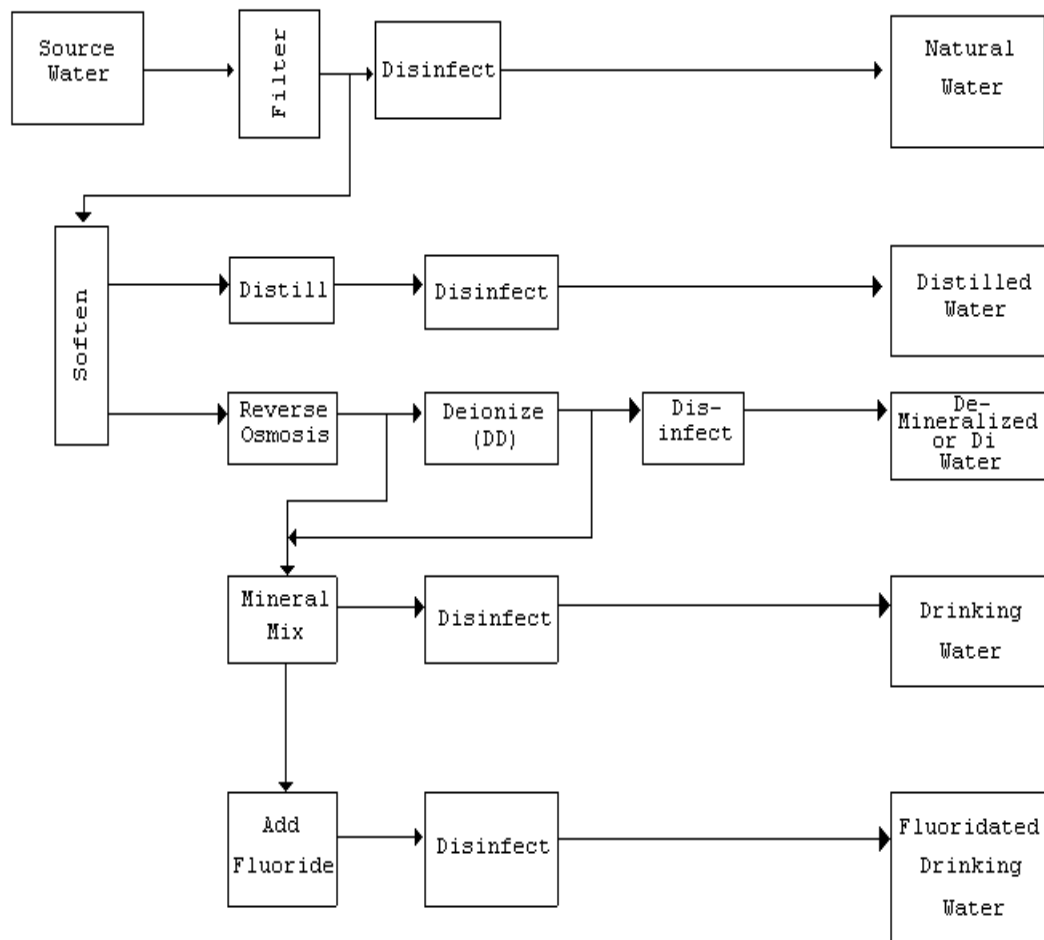 Source
Water
Filter
Disinfect
Natural
Water
Soften
Distill
Disinfect
Distilled
Water
Reverse
Osmosis
Deionize
(DD)
Dis-
infect
De-
Mineralized
or Di
Water
Mineral
Mix
Disinfect
Drinking
Water
Add
Fluoride
Disinfect
Fluoridated
Drinking
Water